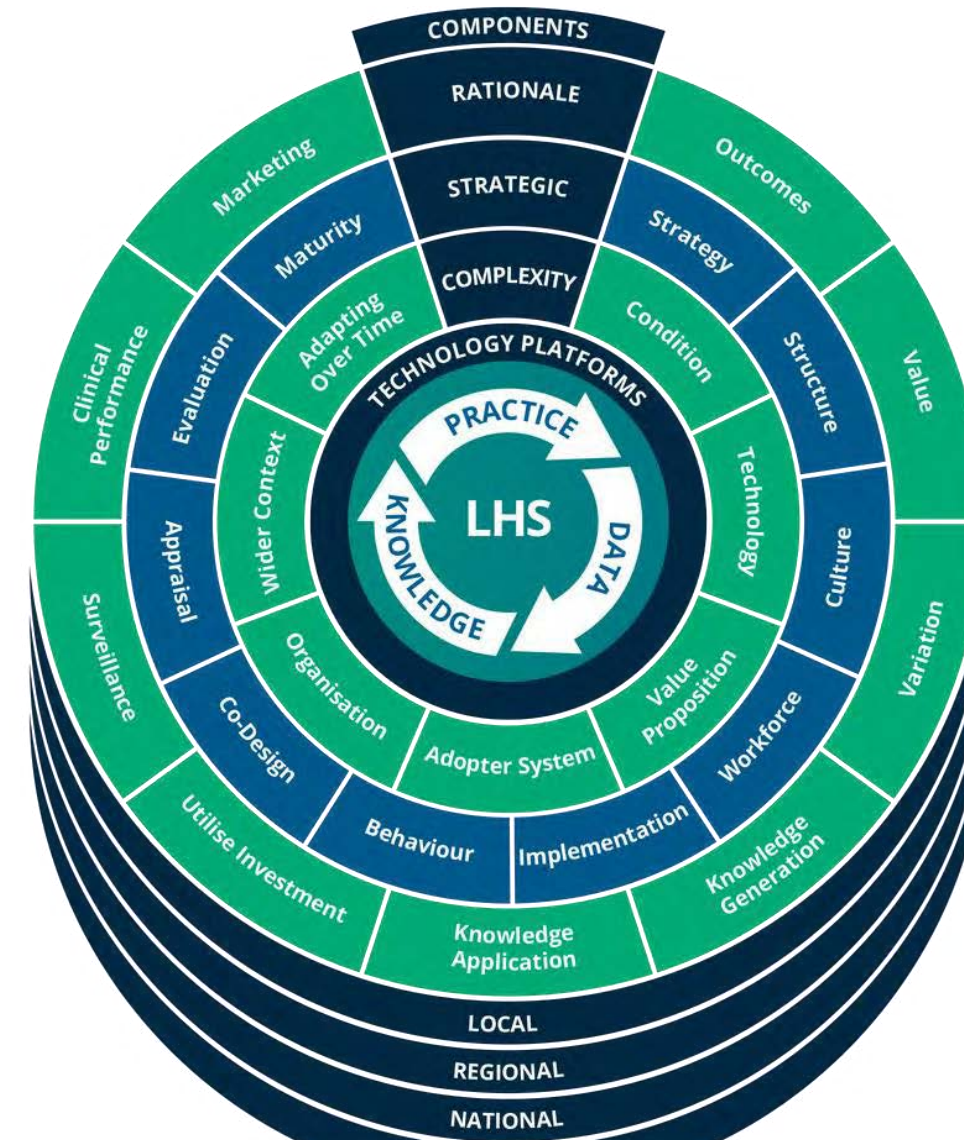 COMPONENTS
RATIONALE
STRATEGIC
COMPLEXITY
TECHNOLOGY PLATFORMS
PRACTICE
DATA
KNOWLEDGE
LHS
Outcomes
Value
Variation
Knowledge
Generation
Knowledge
Application
Utilise Investment
Surveillance
Clinical
Performance
Marketing
Strategy
Structure
Culture
Workforce
Implementation
Behaviour
Co-Design
Appraisal
Evaluation
Maturity
Condition
Technology
Value
Proposition
Adopter System
Organisation
Wider Context
Adapting
Over Time
LOCAL
REGIONAL
NATIONAL